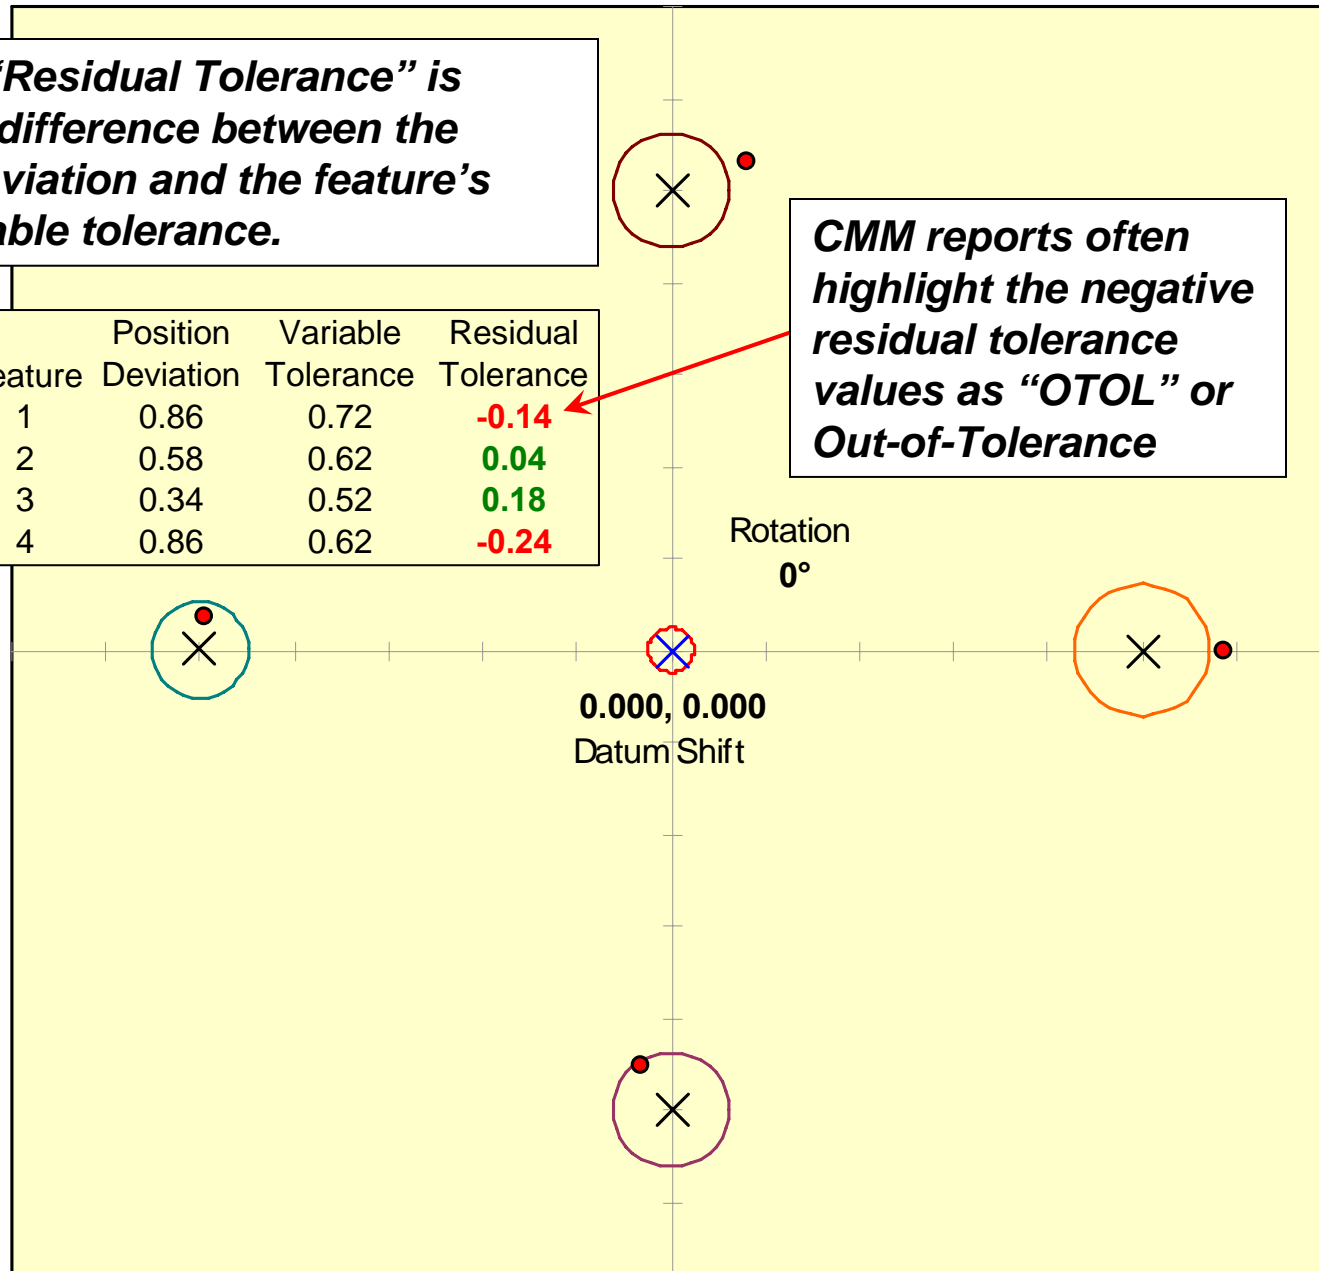 “Residual Tolerance” is
difference between the
viation and the feature’s
able tolerance.
CMM reports often
highlight the negative
residual tolerance
values as “OTOL” or
Out-of-Tolerance
Position Variable Residual
eature Deviation Tolerance Tolerance
1 0.86 0.72 -0.14
2 0.58 0.62 0.04
3 0.34 0.52 0.18
4 0.86 0.62 -0.24
Rotation
0°
0.000, 0.000
Datum Shift